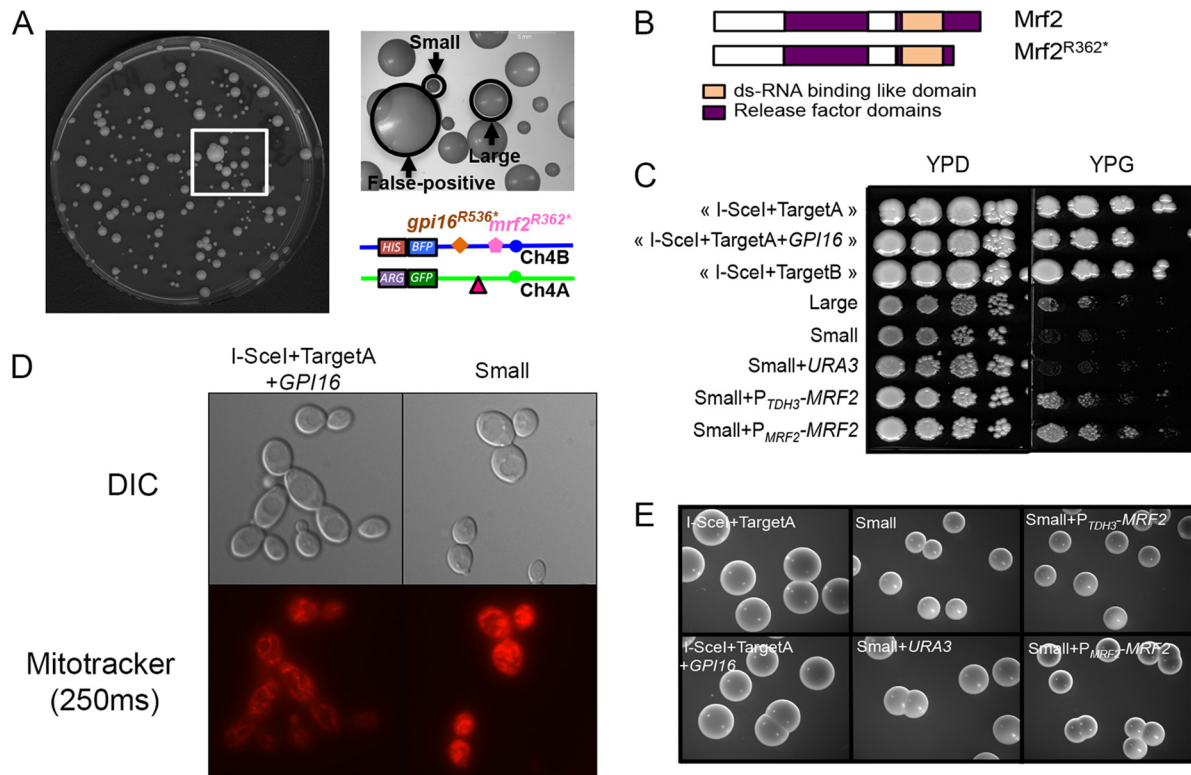 A
Small
Large
False-positive
5 mm
gpi16R536* mrf2R362*
HIS BFP
Ch4B
ARG GFP
Ch4A
B
Mrf2
Mrf2R362*
ds-RNA binding like domain
Release factor domains
C
YPD YPG
« I-SceI+TargetA »
« I-SceI+TargetA+GPI16 »
« I-SceI+TargetB »
Large
Small
Small+URA3
Small+PTDH3-MRF2
Small+PMRF2-MRF2
D
I-SceI+TargetA
+GPI16
Small
DIC
Mitotracker
(250ms)
E
I-SceI+TargetA
Small
Small+PTDH3-MRF2
I-SceI+TargetA
+GPI16
Small+URA3
Small+PMRF2-MRF2